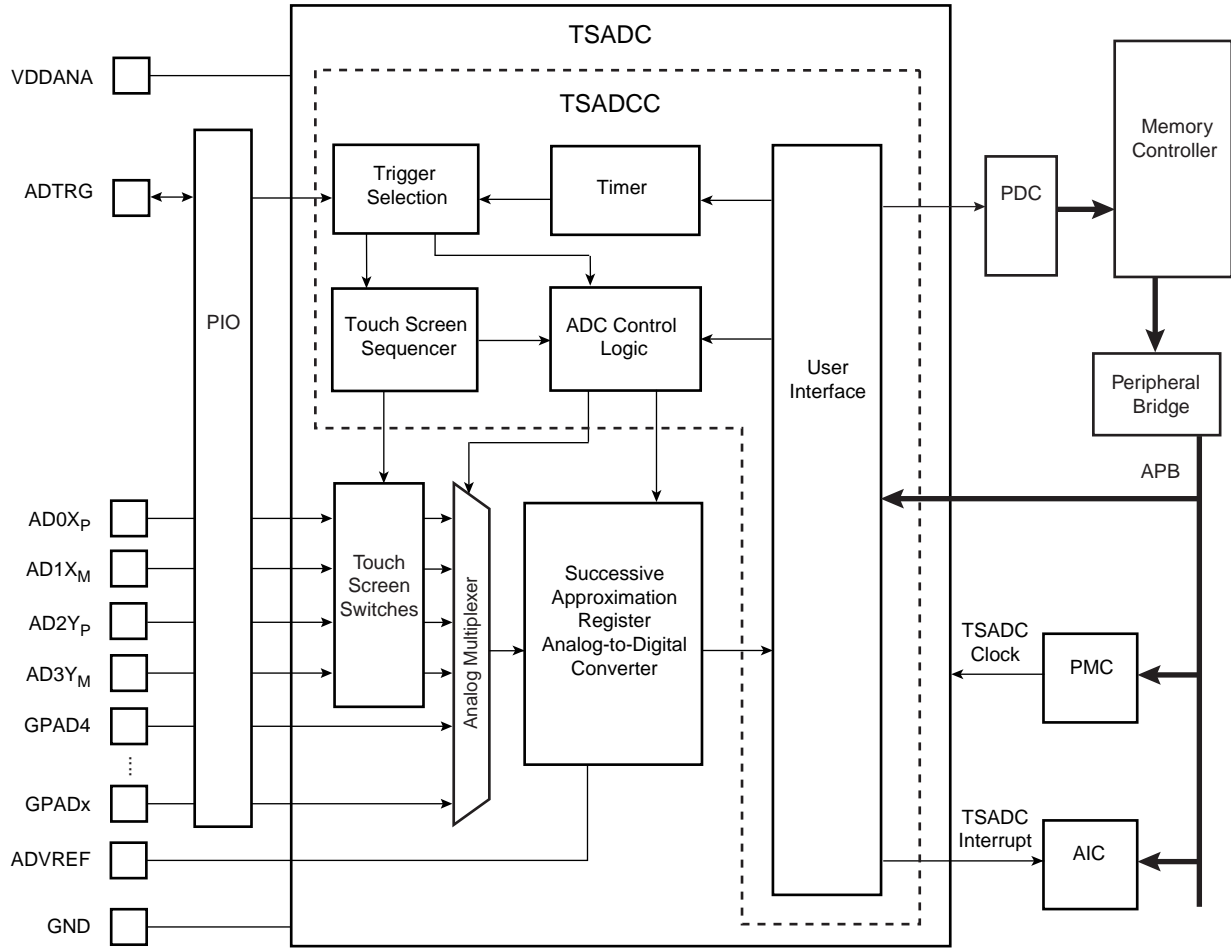 TSADC
VDDANA
TSADCC
Memory
Controller
Trigger
Selection
Timer
PDC
ADTRG
PIO
Touch Screen
Sequencer
ADC Control
Logic
User
Interface
Peripheral
Bridge
APB
AD0XP
AD1XM
AD2YP
AD3YM
GPAD4
GPADx
ADVREF
GND
Touch
Screen
Switches
Analog Multiplexer
Successive
Approximation
Register
Analog-to-Digital
Converter
TSADC
Clock
PMC
TSADC
Interrupt
AIC